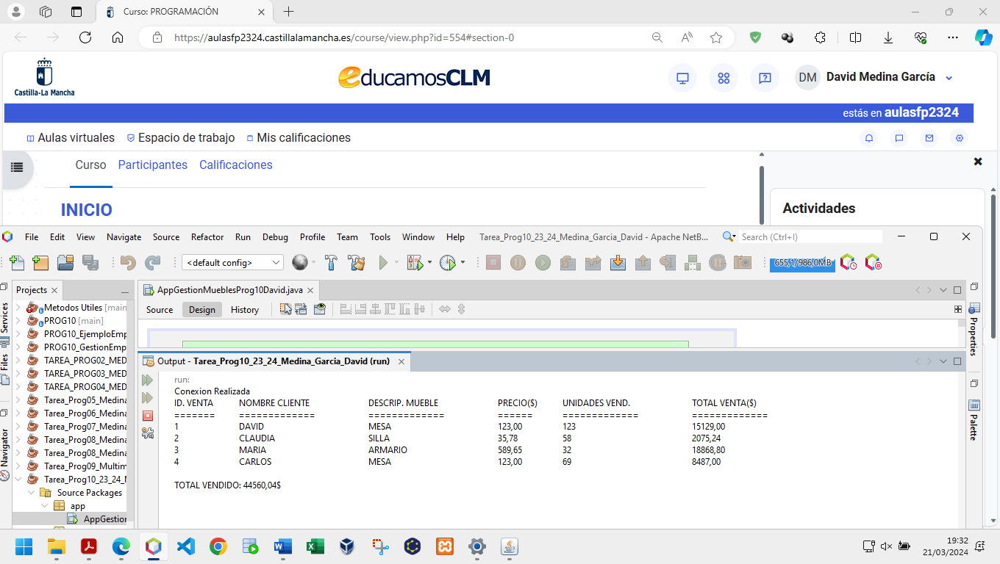 Curso: PROGRAMACIÓN
https://aulasfp2324.castillalamancha.es/course/view.php?id=554#section-0
Castilla-La Mancha
educamosCLM
DM David Medina García
estás en aulasfp2324
Aulas virtuales Espacio de trabajo Mis calificaciones
Curso Participantes Calificaciones
INICIO
Actividades
File Edit View Navigate Source Refactor Run Debug Profile Team Tools Window Help Tarea_Prog10_23_24_Medina_Garcia_David - Apache NetB... Search (Ctrl+I)
<default config> 655,1/986,0MB
Projects AppGestionMueblesProg10David.java
Source Design History
Services
Files
Navigator
Metodos Utiles [main
PROG10 [main]
PROG10_EjemploEmp
PROG10_GestionEmp
TAREA_PROG02_MED
TAREA_PROG03_MED
TAREA_PROG04_MED
Tarea_Prog05_Medina
Tarea_Prog06_Medina
Tarea_Prog07_Medina
Tarea_Prog08_Medina
Tarea_Prog08_Medina
Tarea_Prog09_Multim
Tarea_Prog10_23_24_M
Source Packages
app
AppGestion
Properties
Palette
Output - Tarea_Prog10_23_24_Medina_Garcia_David (run)
run:
Conexion Realizada
ID. VENTA NOMBRE CLIENTE DESCRIP. MUEBLE PRECIO($) UNIDADES VEND. TOTAL VENTA($)
======= ============= ============= ====== ============= =============
1 DAVID MESA 123,00 123 15129,00
2 CLAUDIA SILLA 35,78 58 2075,24
3 MARIA ARMARIO 589,65 32 18868,80
4 CARLOS MESA 123,00 69 8487,00
TOTAL VENDIDO: 44560,04$
19:32
21/03/2024